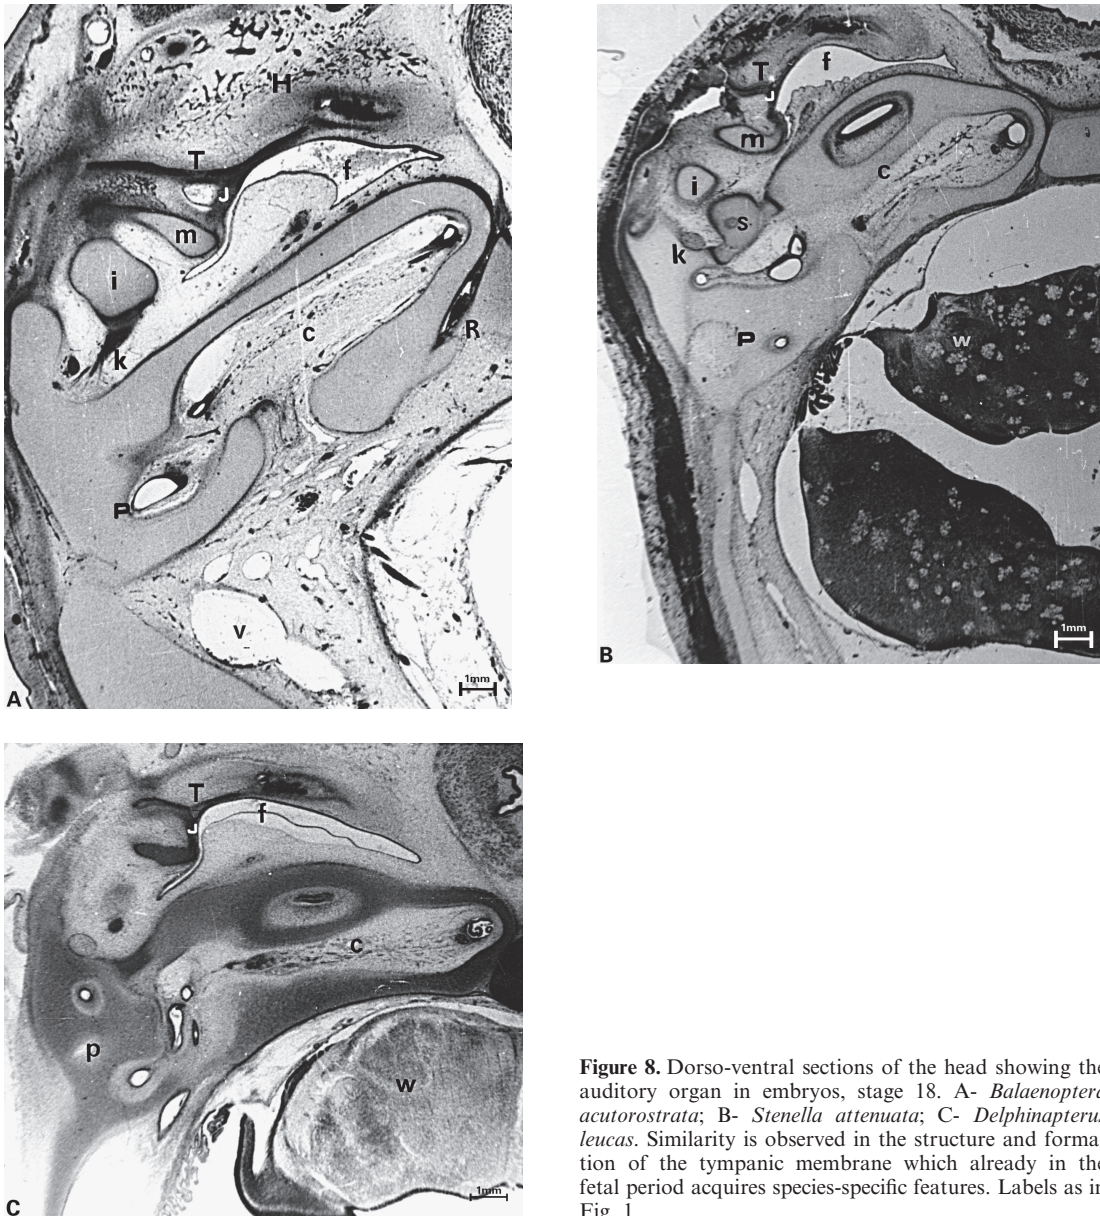 H
T
f
J
m
i
k
c
R
P
v
1mm
A
T
f
J
m
i
c
s
k
P
w
1mm
B
T
f
J
c
p
w
1mm
C
Figure 8. Dorso-ventral sections of the head showing the
auditory organ in embryos, stage 18. A- Balaenoptera
acutorostrata; B- Stenella attenuata; C- Delphinapterus
leucas. Similarity is observed in the structure and forma
tion of the tympanic membrane which already in the
fetal period acquires species-specific features. Labels as in
Fig. 1